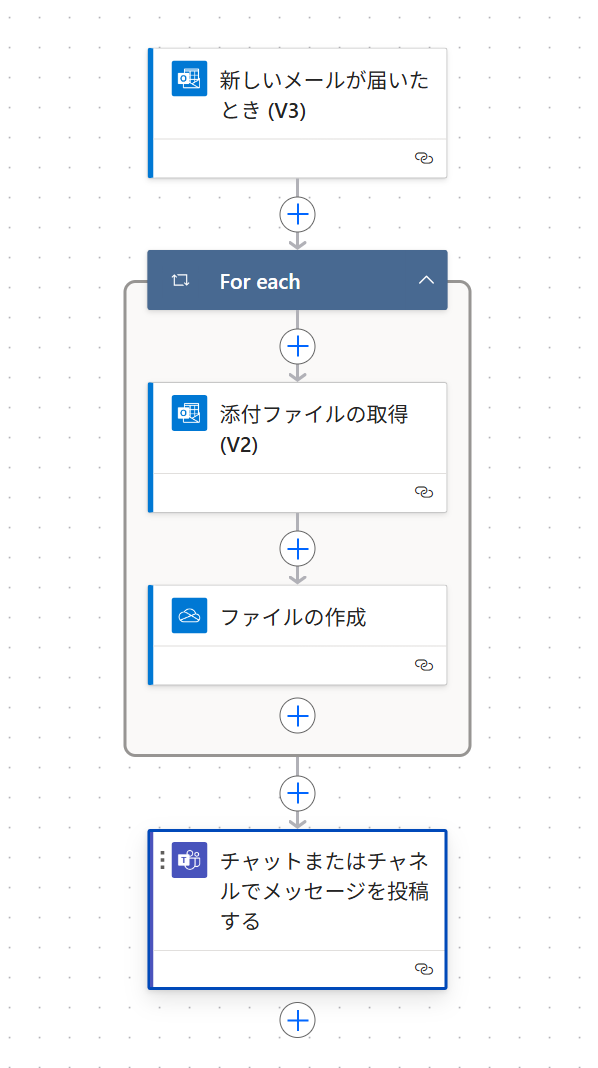 新しいメールが届いた
とき (V3)
For each
添付ファイルの取得
(V2)
ファイルの作成
チャットまたはチャネ
ルでメッセージを投稿
する